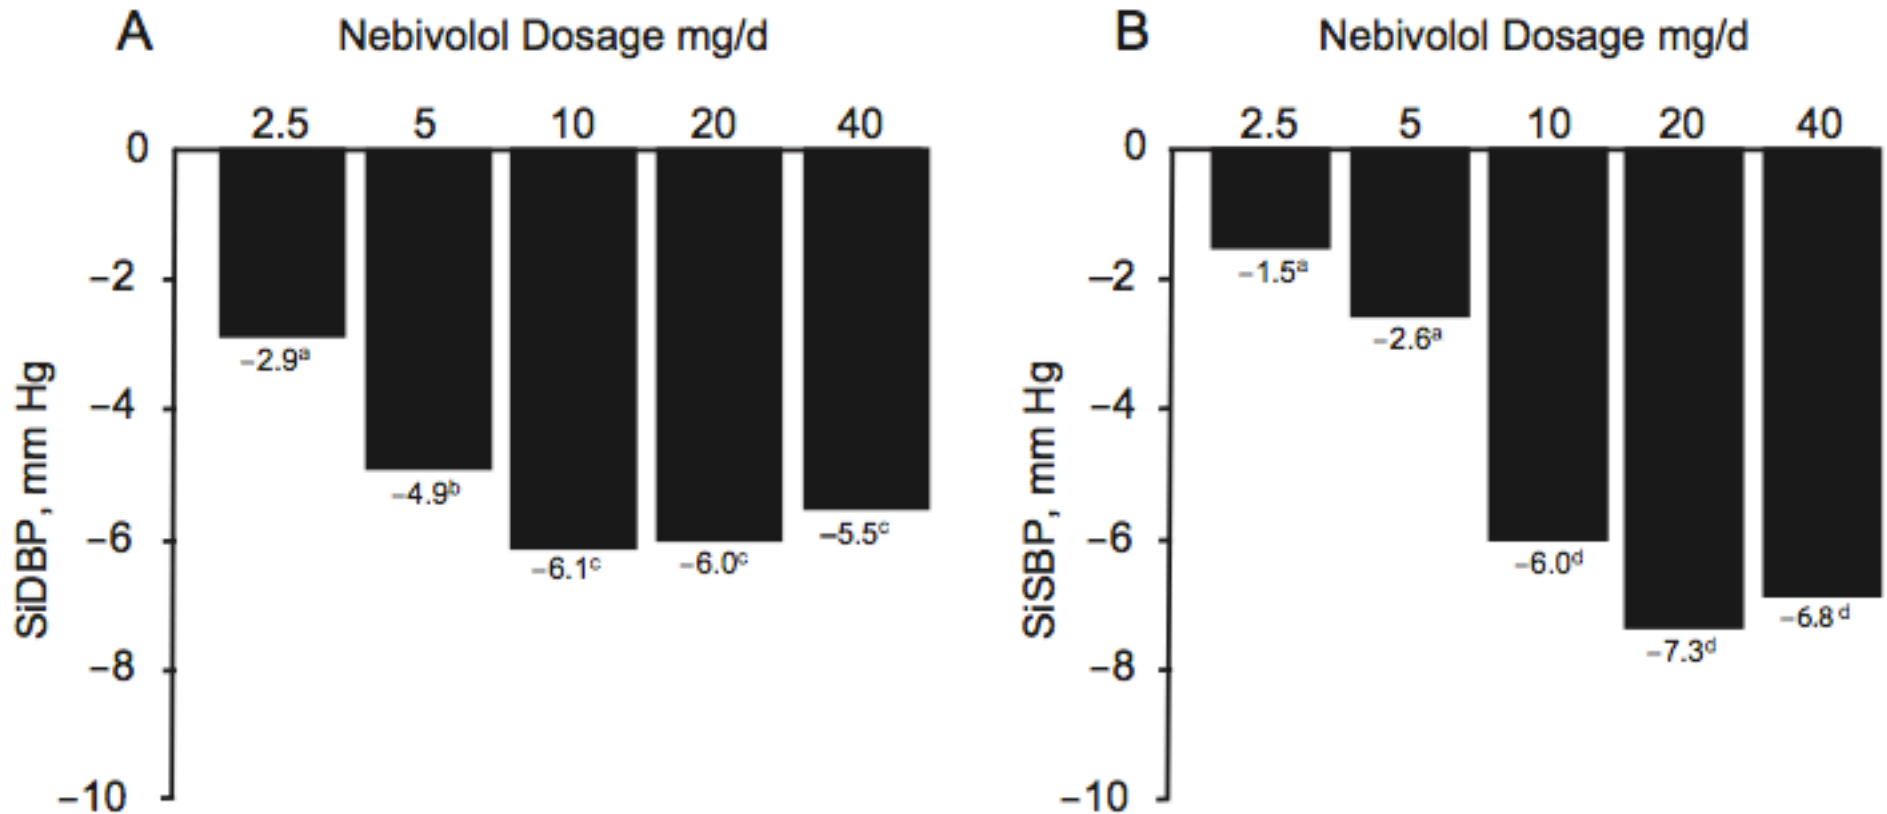 A Nebivolol Dosage mg/d
2.5 5 10 20 40
0
−2
−4
−6
−8
−10
SiDBP, mm Hg
−2.9ᵃ
−4.9ᵇ
−6.1ᶜ
−6.0ᶜ
−5.5ᶜ
B Nebivolol Dosage mg/d
2.5 5 10 20 40
0
−2
−4
−6
−8
−10
SiSBP, mm Hg
−1.5ᵃ
−2.6ᵃ
−6.0ᵈ
−7.3ᵈ
−6.8 ᵈ